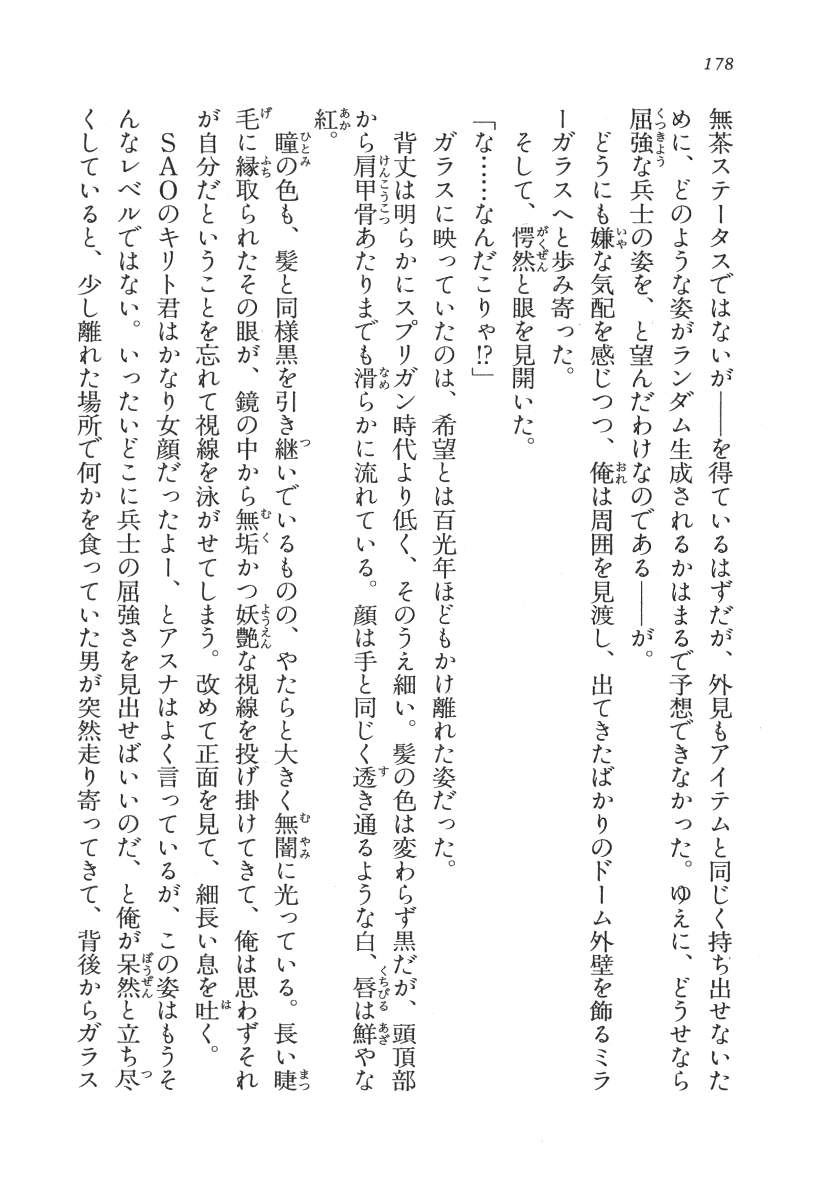 178
無茶ステータスではないが――を得ているはずだが、外見もアイテムと同じく持ち出せないた
めに、どのような姿がランダム生成されるかはまるで予想できなかった。ゆえに、どうせなら
屈強な兵士の姿を、と望んだわけなのである――が。
どうにも嫌な気配を感じつつ、俺は周囲を見渡し、出てきたばかりのドーム外壁を飾るミラ
ーガラスへと歩み寄った。
そして、愕然と眼を見開いた。
「な……なんだこりゃ!?」
ガラスに映っていたのは、希望とは百光年ほどもかけ離れた姿だった。
背丈は明らかにスプリガン時代より低く、そのうえ細い。髪の色は変わらず黒だが、頭頂部
から肩甲骨あたりまでも滑らかに流れている。顔は手と同じく透き通るような白、唇は鮮やな
紅。
瞳の色も、髪と同様黒を引き継いでいるものの、やたらと大きく無闇に光っている。長い睫
毛に縁取られたその眼が、鏡の中から無垢かつ妖艶な視線を投げ掛けてきて、俺は思わずそれ
が自分だということを忘れて視線を泳がせてしまう。改めて正面を見て、細長い息を吐く。
ＳＡＯのキリト君はかなり女顔だったよー、とアスナはよく言っているが、この姿はもうそ
んなレベルではない。いったいどこに兵士の屈強さを見出せばいいのだ、と俺が呆然と立ち尽
くしていると、少し離れた場所で何かを食っていた男が突然走り寄ってきて、背後からガラス